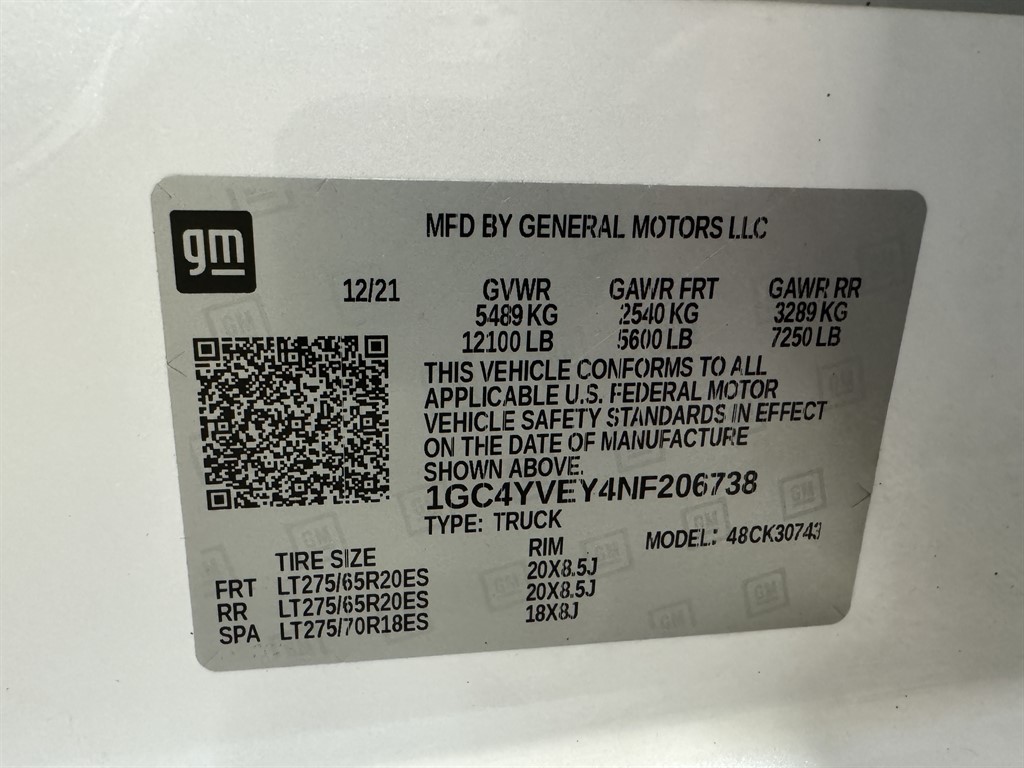 gm
MFD BY GENERAL MOTORS LLC
12/21 GVWR GAWR FRT GAWR RR
5489 KG 2540 KG 3289 KG
12100 LB 5600 LB 7250 LB
THIS VEHICLE CONFORMS TO ALL
APPLICABLE U.S. FEDERAL MOTOR
VEHICLE SAFETY STANDARDS IN EFFECT
ON THE DATE OF MANUFACTURE
SHOWN ABOVE.
1GC4YVEY4NF206738
TYPE: TRUCK
MODEL: 48CK30743
TIRE SIZE RIM
FRT LT275/65R20ES 20X8.5J
RR LT275/65R20ES 20X8.5J
SPA LT275/70R18ES 18X8J